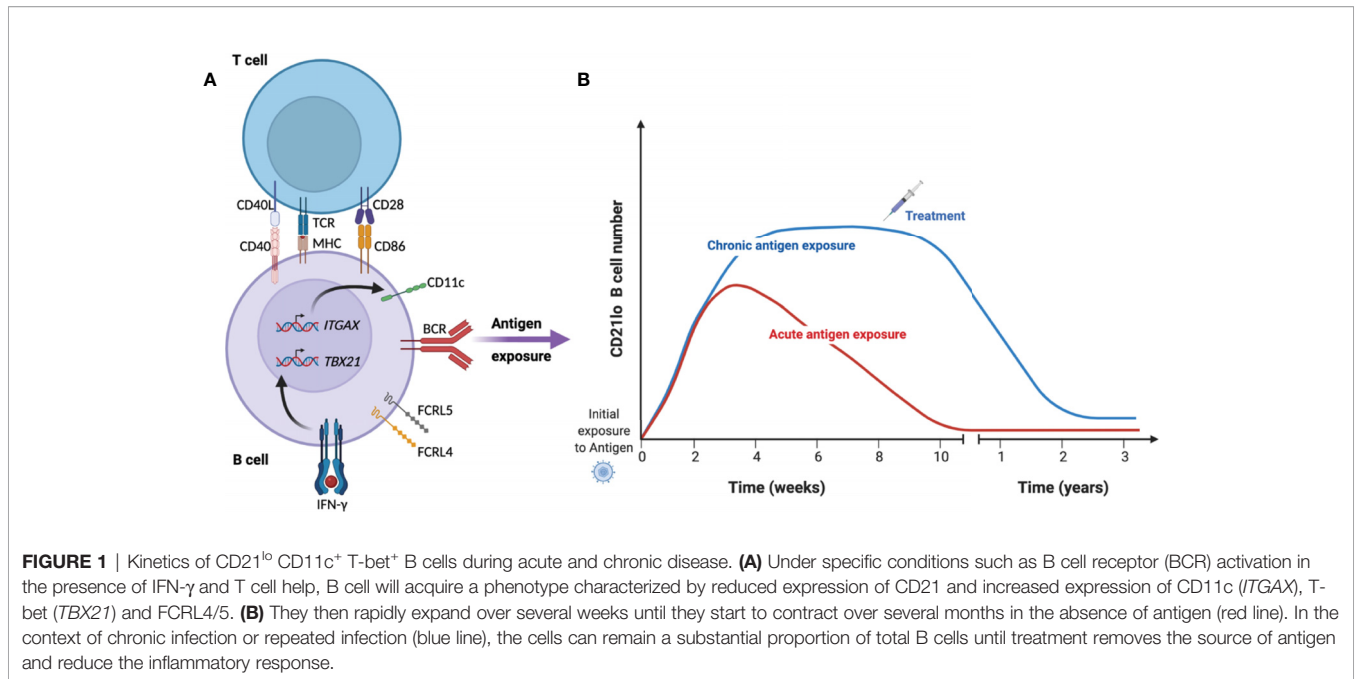 T cell
A
CD40L
CD28
TCR
CD40
MHC
CD86
CD11c
ITGAX
BCR
Antigen
exposure
TBX21
FCRL5
FCRL4
B cell
IFN-γ
B
CD21lo B cell number
Treatment
Chronic antigen exposure
Acute antigen exposure
Initial
exposure
to Antigen
0 2 4 6 8 10 1 2 3
Time (weeks) Time (years)
FIGURE 1 | Kinetics of CD21lo CD11c+ T-bet+ B cells during acute and chronic disease. (A) Under specific conditions such as B cell receptor (BCR) activation in
the presence of IFN-γ and T cell help, B cell will acquire a phenotype characterized by reduced expression of CD21 and increased expression of CD11c (ITGAX), T-
bet (TBX21) and FCRL4/5. (B) They then rapidly expand over several weeks until they start to contract over several months in the absence of antigen (red line). In the
context of chronic infection or repeated infection (blue line), the cells can remain a substantial proportion of total B cells until treatment removes the source of antigen
and reduce the inflammatory response.